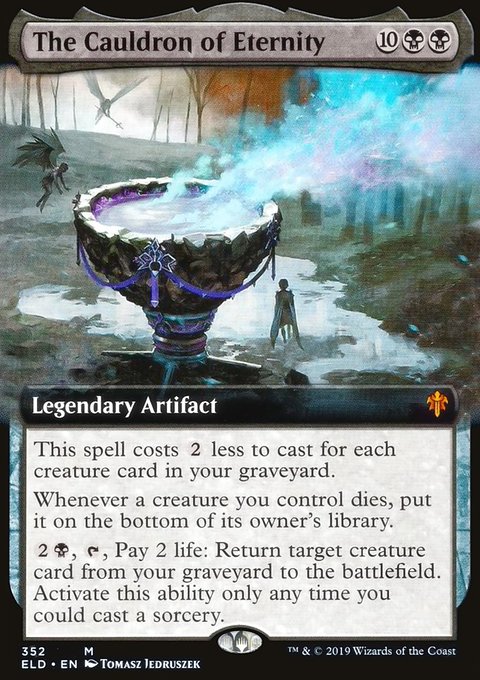 The Cauldron of Eternity 10
Legendary Artifact
This spell costs 2 less to cast for each
creature card in your graveyard.
Whenever a creature you control dies, put
it on the bottom of its owner's library.
2 , , Pay 2 life: Return target creature
card from your graveyard to the battlefield.
Activate this ability only any time you
could cast a sorcery.
352 M
ELD • EN Tomasz Jedruszek
™ & © 2019 Wizards of the Coast